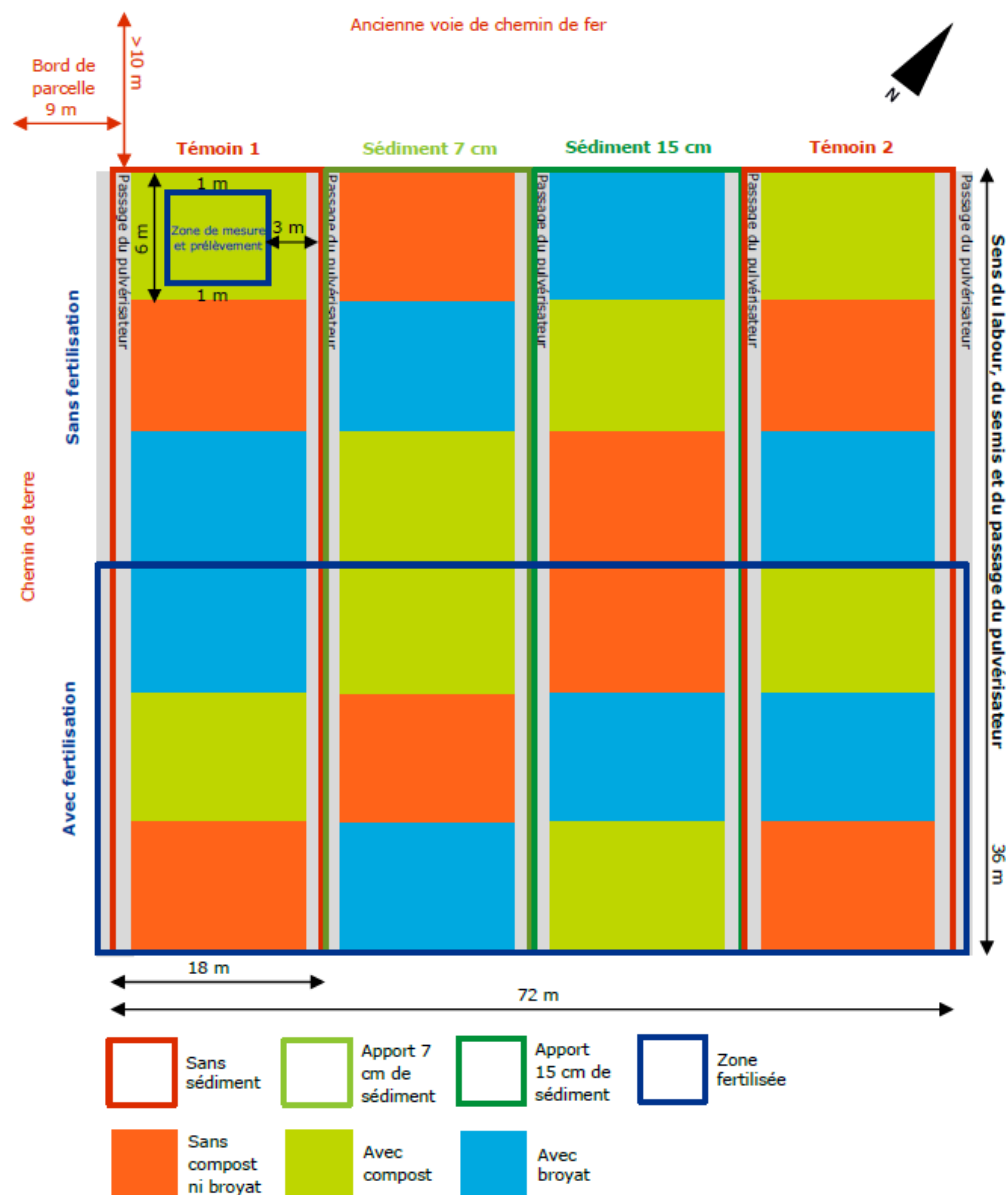 Ancienne voie de chemin de fer
>10 m
Bord de
parcelle
9 m
N
Témoin 1
Sédiment 7 cm
Sédiment 15 cm
Témoin 2
Passage du pulvérisateur
1 m
Zone de mesure
et prélèvement
6 m
3 m
1 m
Passage du pulvérisateur
Passage du pulvérisateur
Passage du pulvérisateur
Passage du pulvérisateur
Sens du labour, du semis et du passage du pulvérisateur
Sans fertilisation
Chemin de terre
Avec fertilisation
36 m
18 m
72 m
Sans
sédiment
Apport 7
cm de
sédiment
Apport
15 cm de
sédiment
Zone
fertilisée
Sans
compost
ni broyat
Avec
compost
Avec
broyat